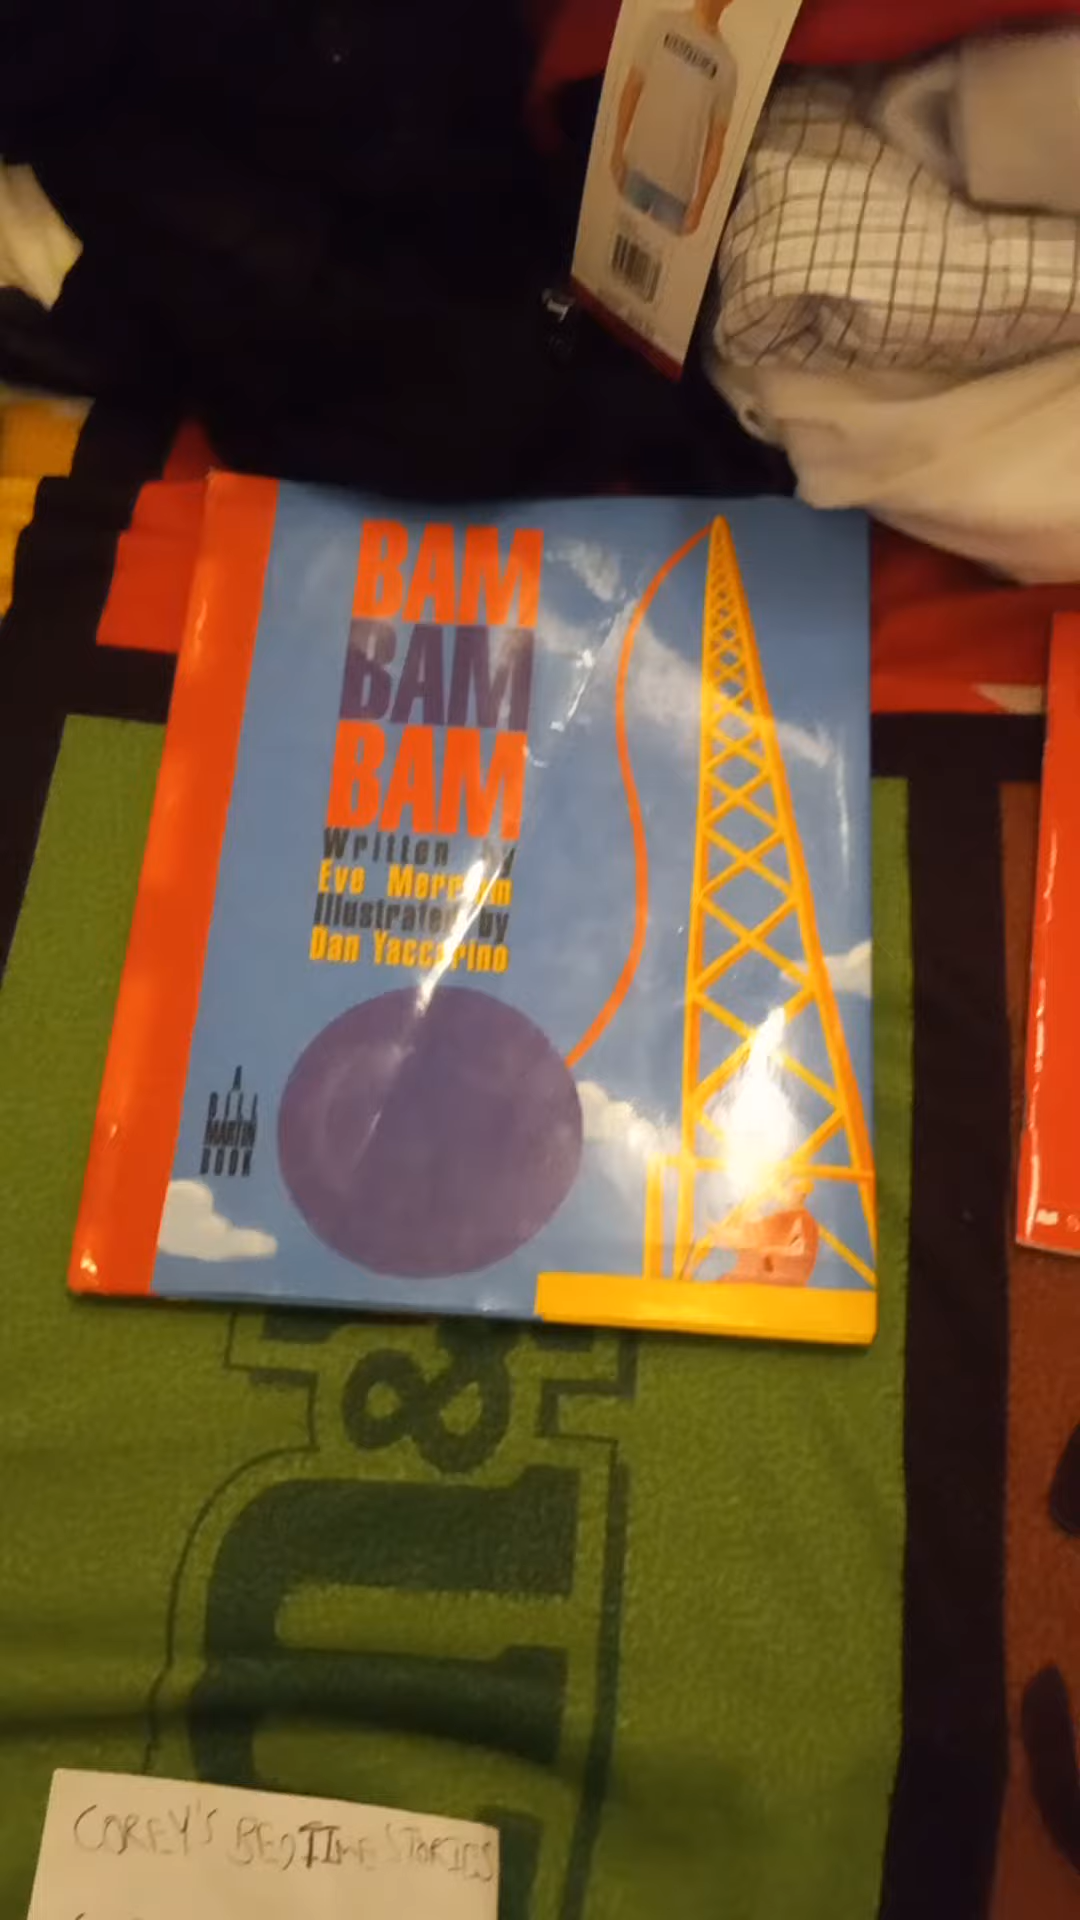 BAM
BAM
BAM
Written by
Eve Merriam
Illustrated by
Dan Yaccarino
A
BILL
MARTIN
BOOK
&
COREY'S BEDTIME STORIES